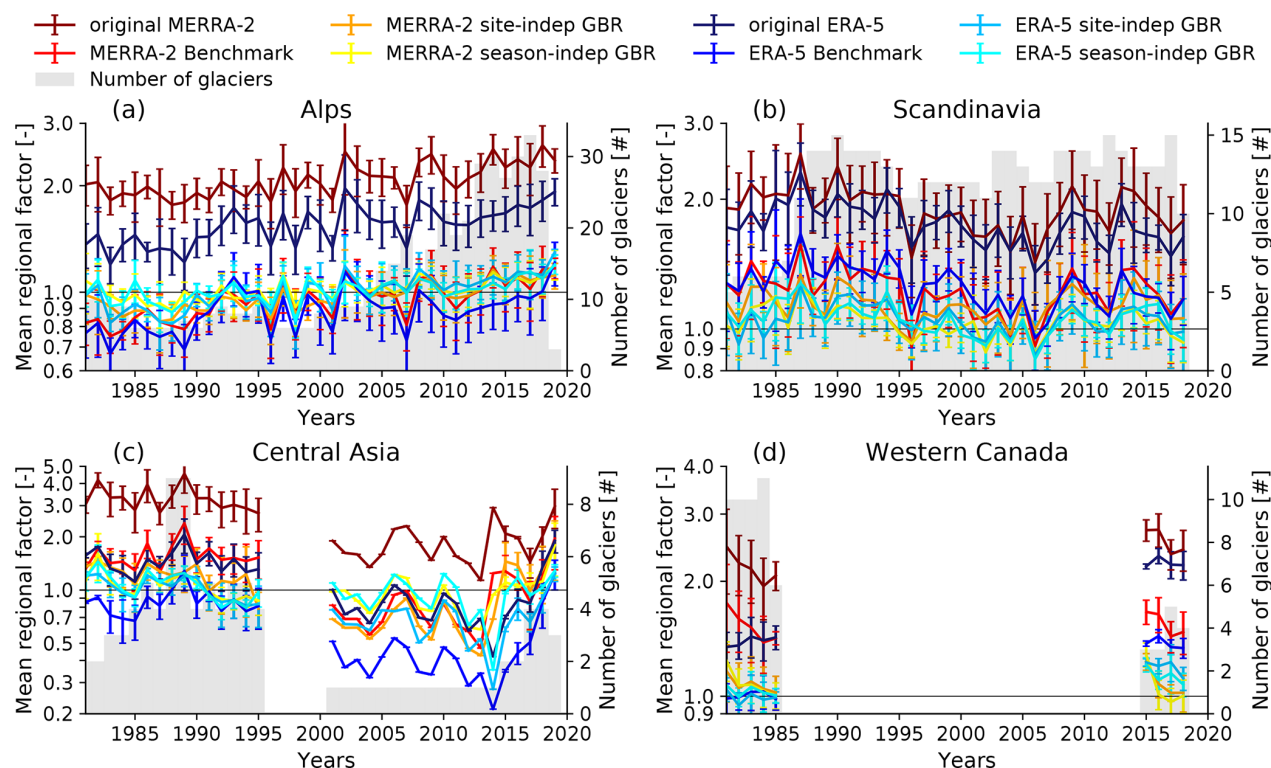 original MERRA-2
MERRA-2 Benchmark
Number of glaciers
MERRA-2 site-indep GBR
MERRA-2 season-indep GBR
original ERA-5
ERA-5 Benchmark
ERA-5 site-indep GBR
ERA-5 season-indep GBR
(a) Alps
Mean regional factor [-]
3.0
2.0
1.0
0.9
0.8
0.7
0.6
Number of glaciers [#]
30
20
10
0
1985 1990 1995 2000 2005 2010 2015 2020
Years
(b) Scandinavia
Mean regional factor [-]
3.0
2.0
1.0
0.9
0.8
Number of glaciers [#]
15
10
5
0
1985 1990 1995 2000 2005 2010 2015 2020
Years
(c) Central Asia
Mean regional factor [-]
5.0
4.0
3.0
2.0
1.0
0.7
0.5
0.3
0.2
Number of glaciers [#]
8
6
4
2
0
1985 1990 1995 2000 2005 2010 2015 2020
Years
(d) Western Canada
Mean regional factor [-]
4.0
2.0
1.0
0.9
Number of glaciers [#]
10
8
6
4
2
0
1985 1990 1995 2000 2005 2010 2015 2020
Years